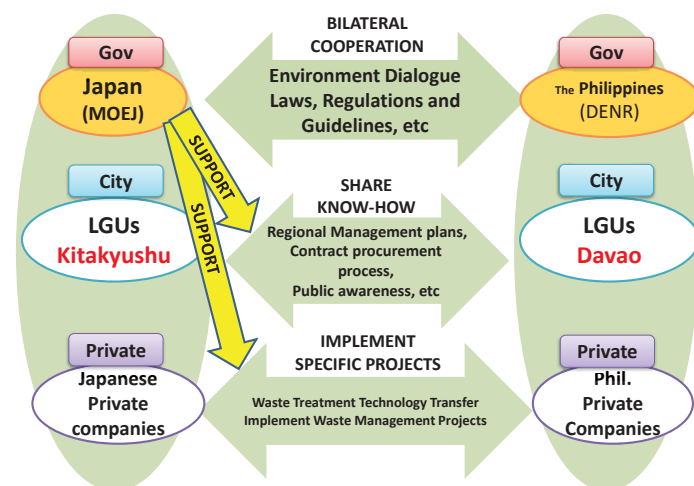 BILATERAL
COOPERATION
Gov
Japan
(MOEJ)
Environment Dialogue
Laws, Regulations and
Guidelines, etc
Gov
The Philippines
(DENR)
SUPPORT
SUPPORT
City
LGUs
Kitakyushu
SHARE
KNOW-HOW
Regional Management plans,
Contract procurement
process,
Public awareness, etc
City
LGUs
Davao
Private
Japanese
Private
companies
IMPLEMENT
SPECIFIC PROJECTS
Waste Treatment Technology Transfer
Implement Waste Management Projects
Private
Phil.
Private
Companies